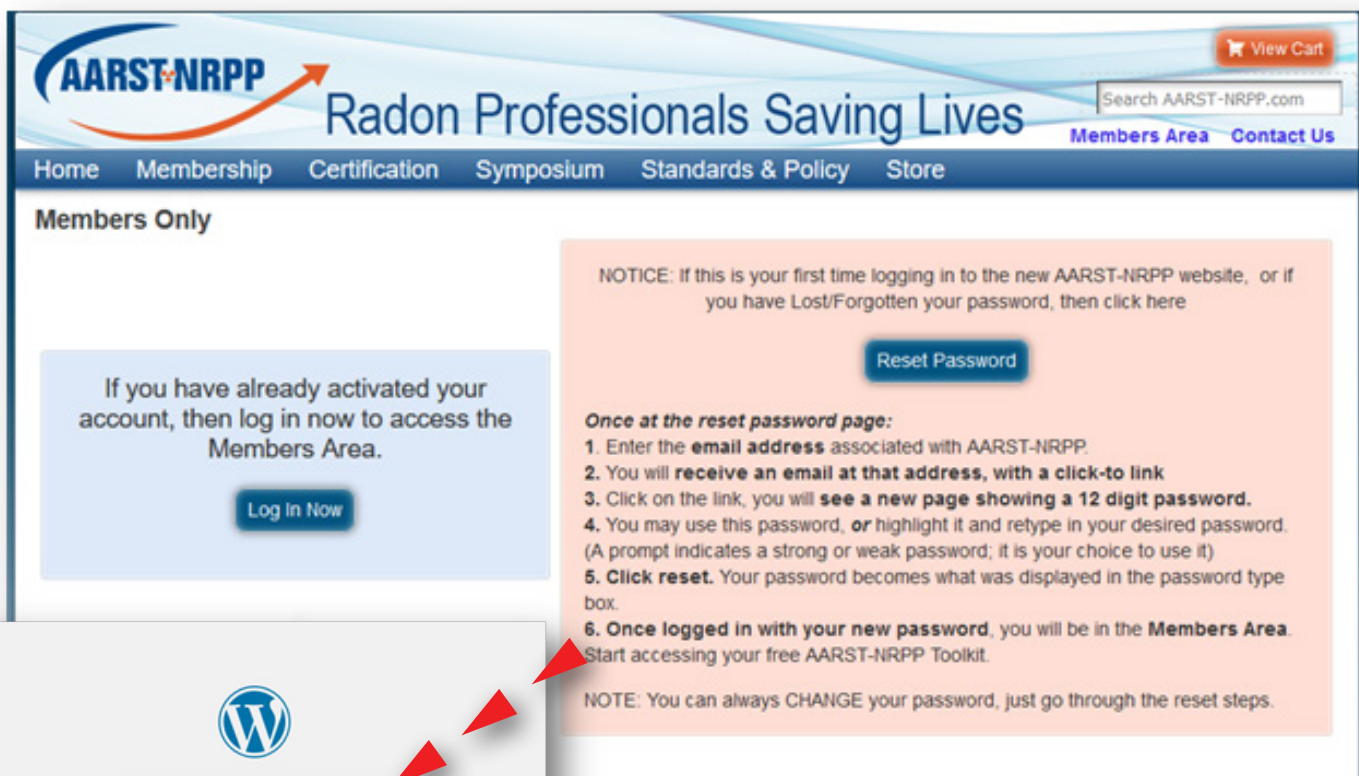 AARST-NRPP
Radon Professionals Saving Lives
View Cart
Search AARST-NRPP.com
Members Area Contact Us
Home Membership Certification Symposium Standards & Policy Store
Members Only
If you have already activated your
account, then log in now to access the
Members Area.
Log In Now
NOTICE: If this is your first time logging in to the new AARST-NRPP website, or if
you have Lost/Forgotten your password, then click here
Reset Password
Once at the reset password page:
1. Enter the email address associated with AARST-NRPP.
2. You will receive an email at that address, with a click-to link
3. Click on the link, you will see a new page showing a 12 digit password.
4. You may use this password, or highlight it and retype in your desired password.
(A prompt indicates a strong or weak password; it is your choice to use it)
5. Click reset. Your password becomes what was displayed in the password type
box.
6. Once logged in with your new password, you will be in the Members Area.
Start accessing your free AARST-NRPP Toolkit.
NOTE: You can always CHANGE your password, just go through the reset steps.
W